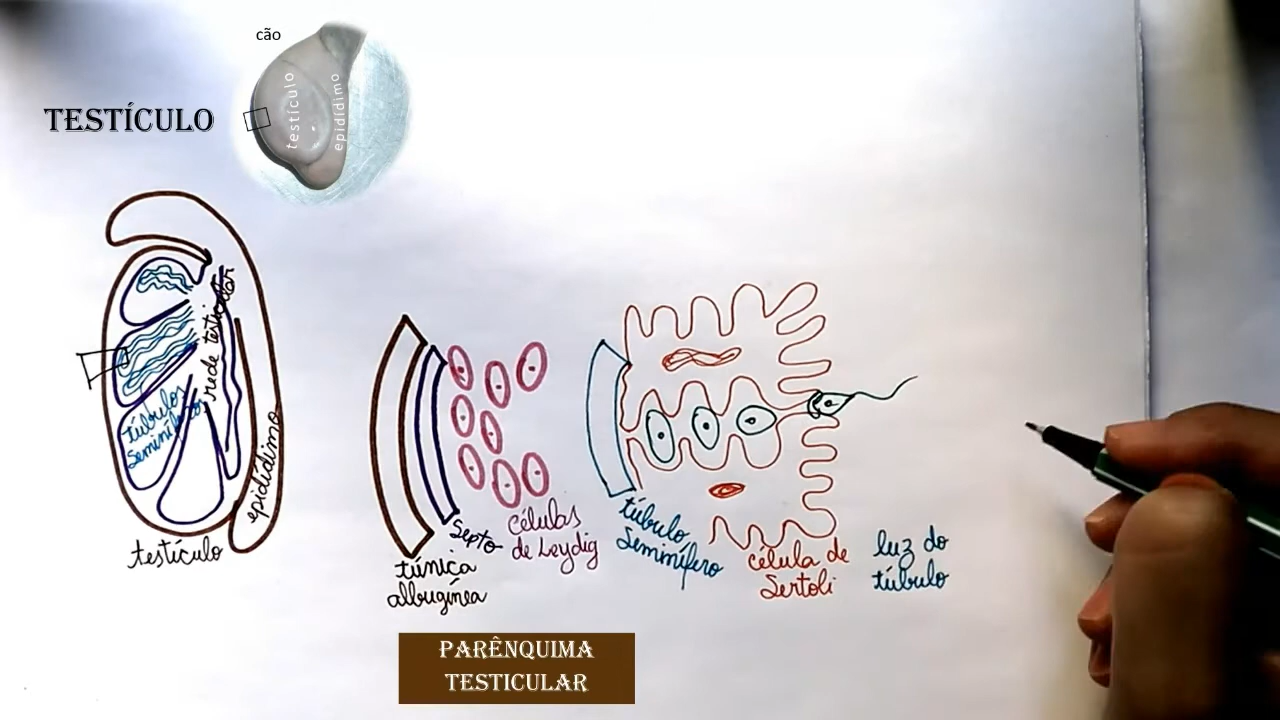 cão
TESTÍCULO
testículo
epidídimo
rede testicular
túbulos
seminíferos
epidídimo
testículo
túnica
albugínea
Septo
células
de Leydig
túbulo
Seminífero
célula de
Sertoli
luz do
túbulo
PARÊNQUIMA
TESTICULAR